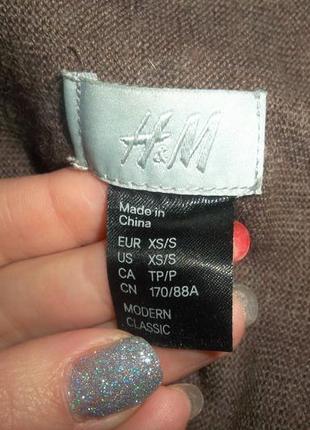 H&M
Made in
China
EUR XS/S
US XS/S
CA TP/P
CN 170/88A
MODERN
CLASSIC